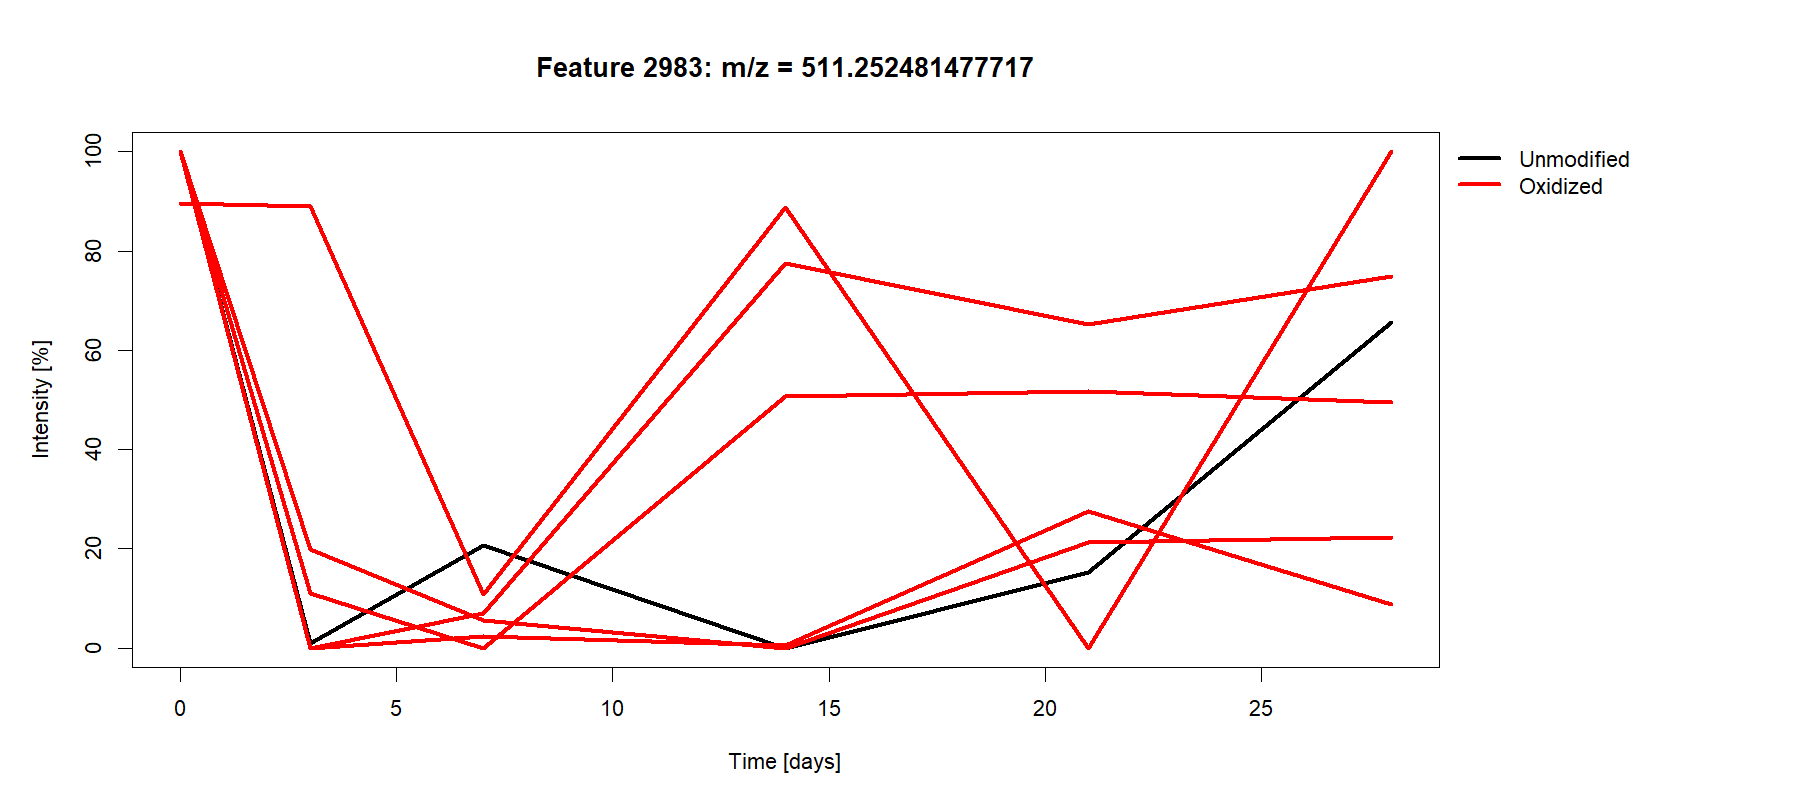 Feature 2983: m/z = 511.252481477717
Unmodified
Oxidized
Intensity [%]
100
80
60
40
20
0
0 5 10 15 20 25
Time [days]